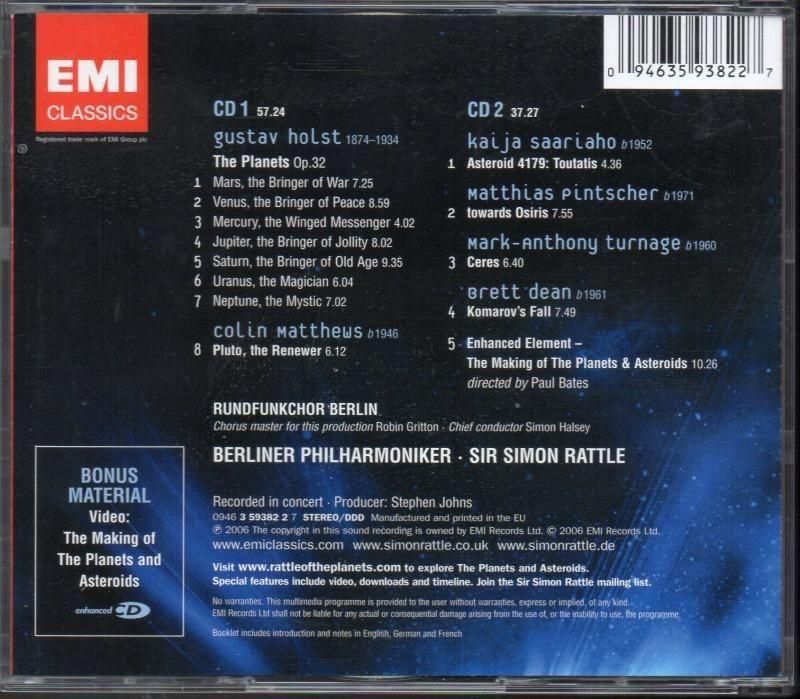 EMI
CLASSICS
Registered trade mark of EMI Group plc
®
0 94635 93822 7
CD 1 57.24
gustav holst 1874–1934
The Planets Op.32
1 Mars, the Bringer of War 7.25
2 Venus, the Bringer of Peace 8.59
3 Mercury, the Winged Messenger 4.02
4 Jupiter, the Bringer of Jollity 8.02
5 Saturn, the Bringer of Old Age 9.35
6 Uranus, the Magician 6.04
7 Neptune, the Mystic 7.02
colin matthews b1946
8 Pluto, the Renewer 6.12
CD 2 37.27
kaija saariaho b1952
1 Asteroid 4179: Toutatis 4.36
matthias pintscher b1971
2 towards Osiris 7.55
mark-anthony turnage b1960
3 Ceres 6.40
brett dean b1961
4 Komarov's Fall 7.49
5 Enhanced Element –
The Making of The Planets & Asteroids 10.26
directed by Paul Bates
RUNDFUNKCHOR BERLIN
Chorus master for this production Robin Gritton · Chief conductor Simon Halsey
BERLINER PHILHARMONIKER · SIR SIMON RATTLE
BONUS
MATERIAL
Video:
The Making of
The Planets and
Asteroids
enhanced CD
Recorded in concert · Producer: Stephen Johns
0946 3 59382 2 7 STEREO/DDD Manufactured and printed in the EU
℗ 2006 The copyright in this sound recording is owned by EMI Records Ltd. © 2006 EMI Records Ltd.
www.emiclassics.com www.simonrattle.co.uk www.simonrattle.de
Visit www.rattleoftheplanets.com to explore The Planets and Asteroids.
Special features include video, downloads and timeline. Join the Sir Simon Rattle mailing list.
No warranties. This multimedia programme is provided to the user without warranties, express or implied, of any kind.
EMI Records Ltd shall not be liable for any actual or consequential damage arising from the use of, or the inability to use, the programme.
Booklet includes introduction and notes in English, German and French